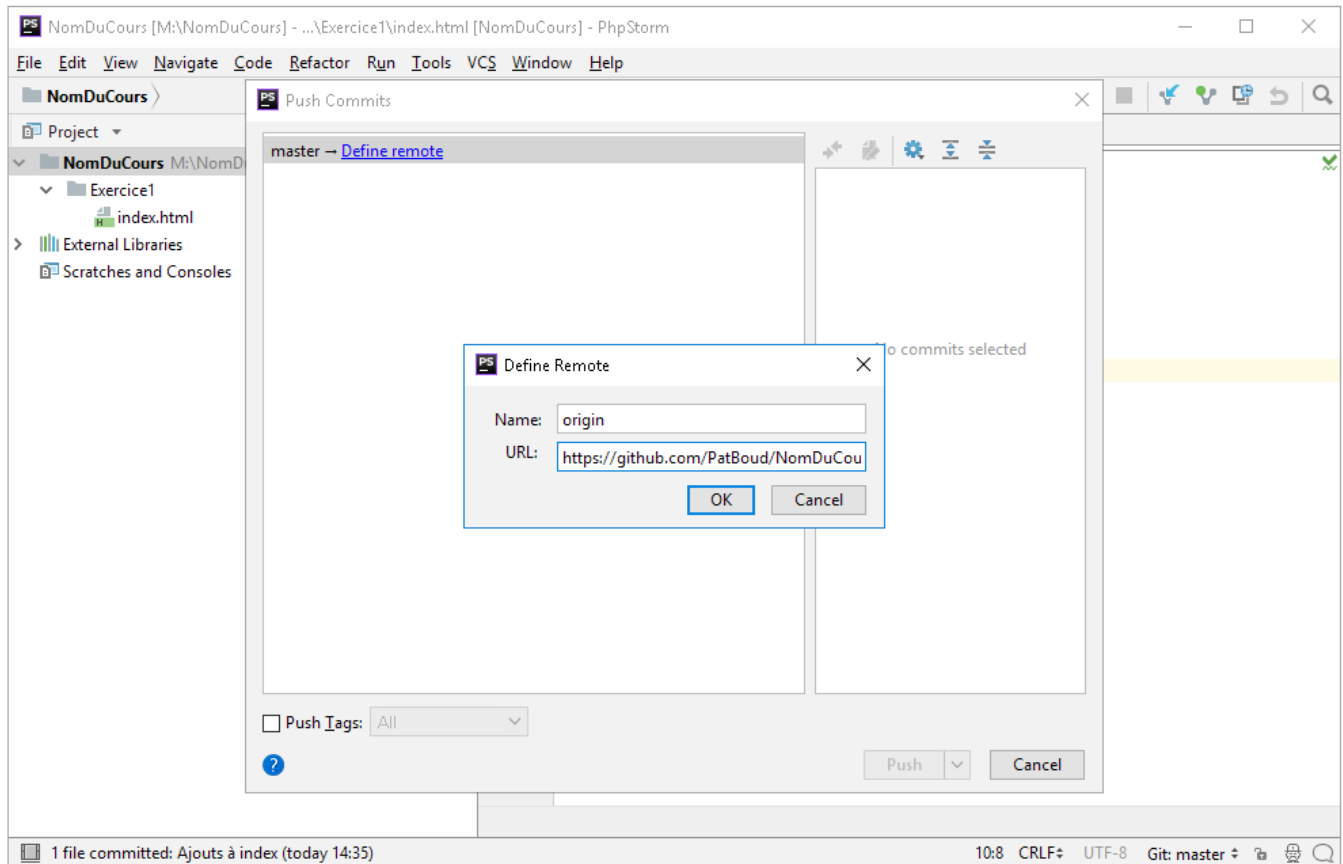 PS NomDuCours [M:\NomDuCours] - ...\Exercice1\index.html [NomDuCours] - PhpStorm
File Edit View Navigate Code Refactor Run Tools VCS Window Help
NomDuCours
Project
NomDuCours M:\NomD
Exercice1
H index.html
External Libraries
Scratches and Consoles
PS Push Commits
master → Define remote
o commits selected
PS Define Remote
Name: origin
URL: https://github.com/PatBoud/NomDuCou
OK Cancel
Push Tags: All
? Push Cancel
1 file committed: Ajouts à index (today 14:35) 10:8 CRLF UTF-8 Git: master